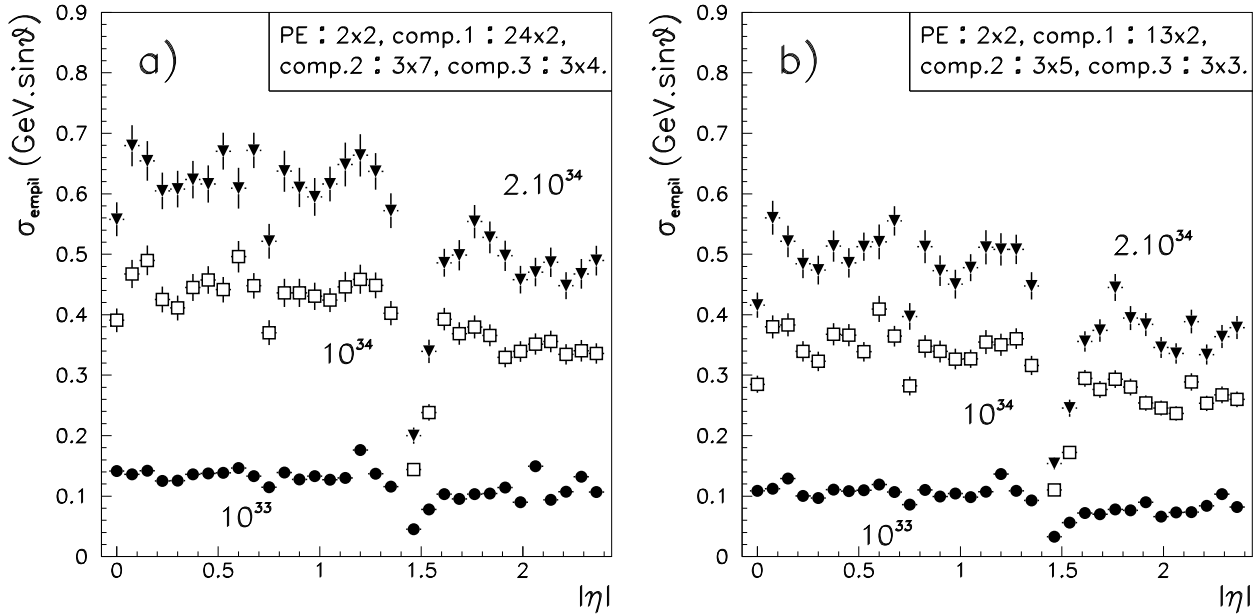 a)
PE : 2x2, comp.1 : 24x2,
comp.2 : 3x7, comp.3 : 3x4.
σempil (GeV.sinϑ)
0.9
0.8
0.7
0.6
0.5
0.4
0.3
0.2
0.1
0
2.10³⁴
10³⁴
10³³
0 0.5 1 1.5 2
|η|
b)
PE : 2x2, comp.1 : 13x2,
comp.2 : 3x5, comp.3 : 3x3.
σempil (GeV.sinϑ)
0.9
0.8
0.7
0.6
0.5
0.4
0.3
0.2
0.1
0
2.10³⁴
10³⁴
10³³
0 0.5 1 1.5 2
|η|